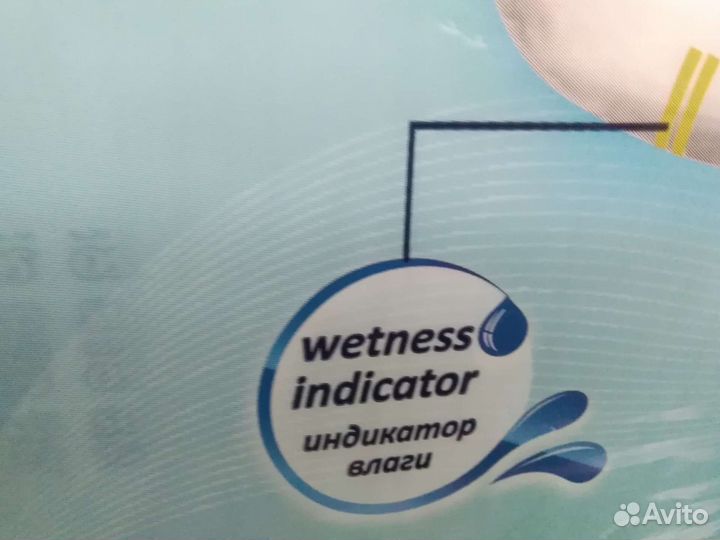 wetness
indicator
индикатор
влаги
Avito